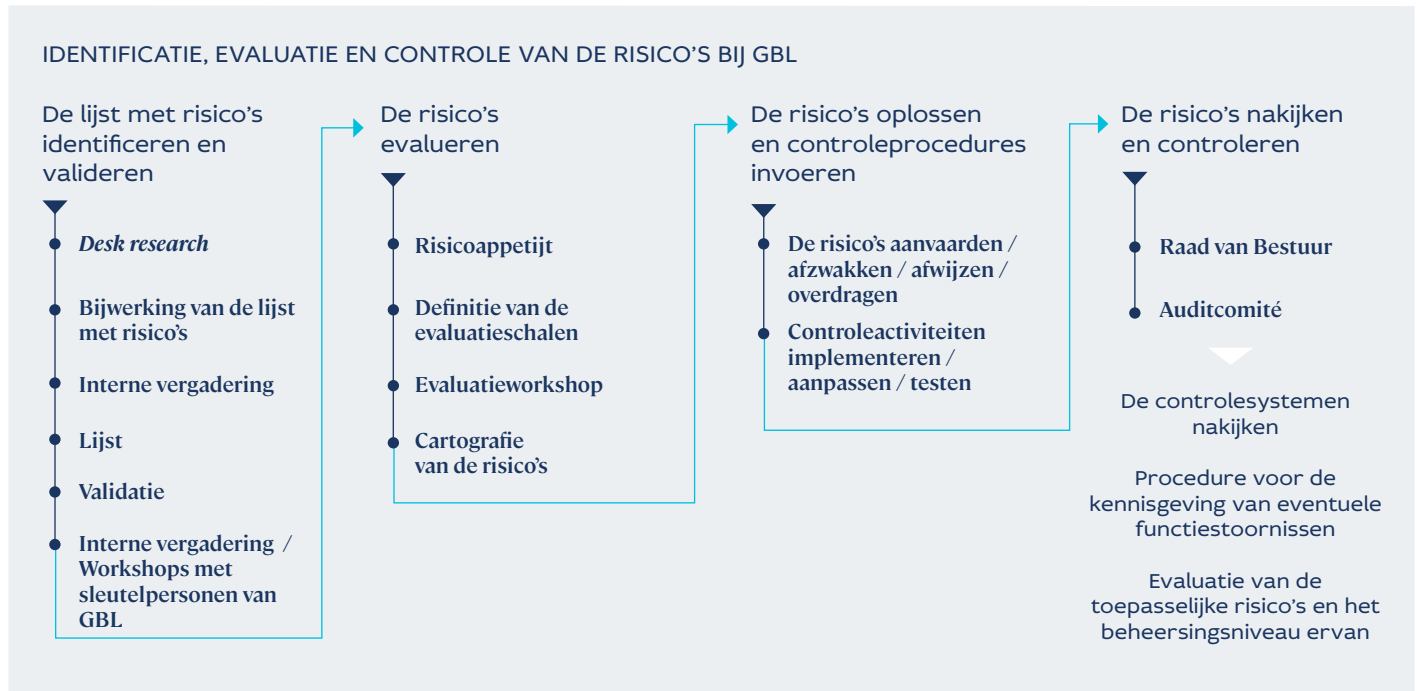 IDENTIFICATIE, EVALUATIE EN CONTROLE VAN DE RISICO’S BIJ GBL
De lijst met risico’s
identificeren en
valideren
Desk research
Bijwerking van de lijst
met risico’s
Interne vergadering
Lijst
Validatie
Interne vergadering /
Workshops met
sleutelpersonen van
GBL
De risico’s
evalueren
Risicoappetijt
Definitie van de
evaluatieschalen
Evaluatieworkshop
Cartografie
van de risico’s
De risico’s oplossen
en controleprocedures
invoeren
De risico’s aanvaarden /
afzwakken / afwijzen /
overdragen
Controleactiviteiten
implementeren /
aanpassen / testen
De risico’s nakijken
en controleren
Raad van Bestuur
Auditcomité
De controlesystemen
nakijken
Procedure voor de
kennisgeving van eventuele
functiestoornissen
Evaluatie van de
toepasselijke risico’s en het
beheersingsniveau ervan